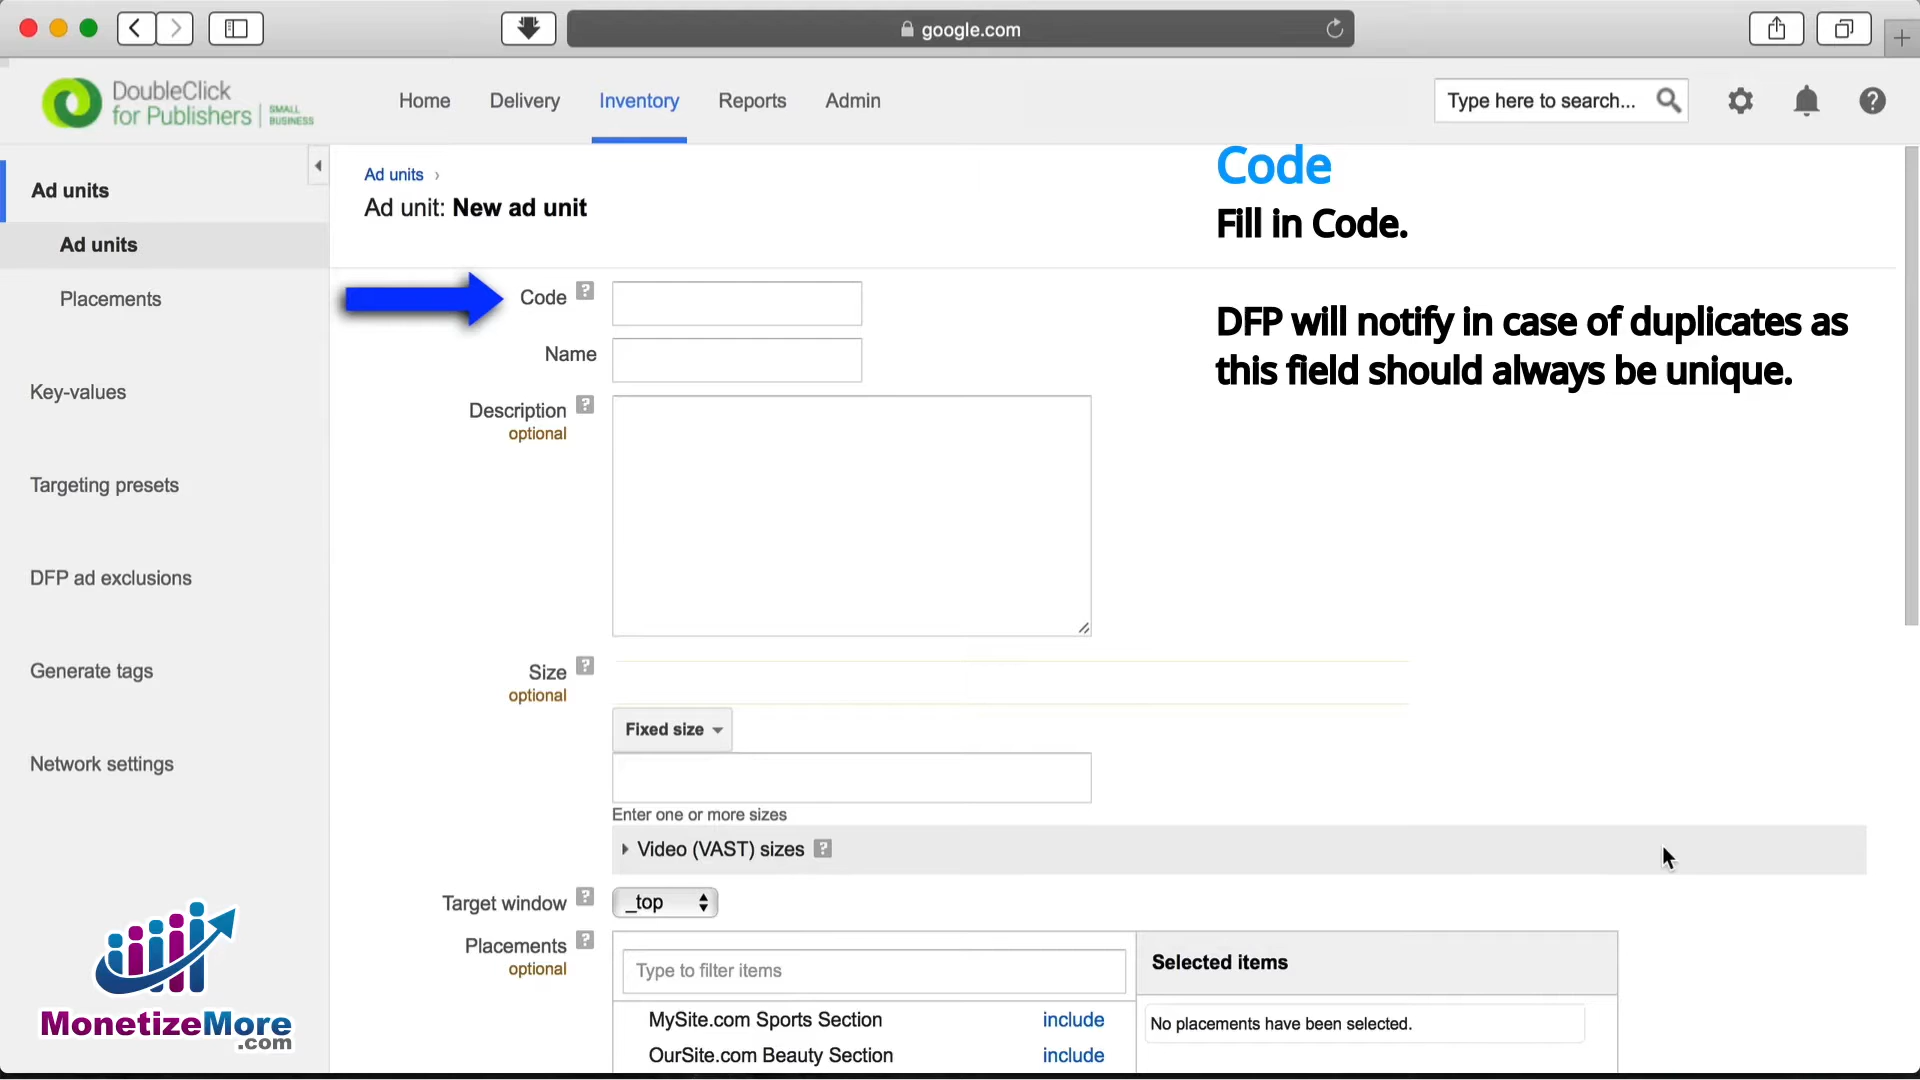 google.com
DoubleClick
for Publishers
SMALL
BUSINESS
Home
Delivery
Inventory
Reports
Admin
Type here to search...
Ad units
Ad units
Placements
Key-values
Targeting presets
DFP ad exclusions
Generate tags
Network settings
Ad units ›
Ad unit: New ad unit
Code ?
Name
Description ?
optional
Size ?
optional
Fixed size
Enter one or more sizes
Video (VAST) sizes ?
Target window ?
_top
Placements ?
optional
Type to filter items
MySite.com Sports Section include
OurSite.com Beauty Section include
Selected items
No placements have been selected.
Code
Fill in Code.
DFP will notify in case of duplicates as
this field should always be unique.
MonetizeMore
.com